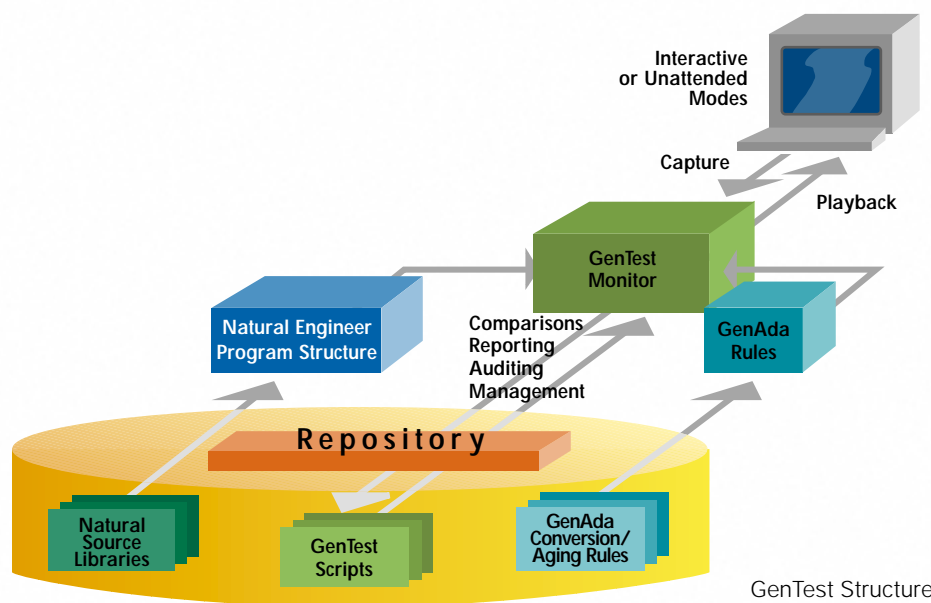 Interactive
or Unattended
Modes
Capture
Playback
GenTest
Monitor
Natural Engineer
Program Structure
Comparisons
Reporting
Auditing
Management
GenAda
Rules
Repository
Natural
Source
Libraries
GenTest
Scripts
GenAda
Conversion/
Aging Rules
GenTest Structure